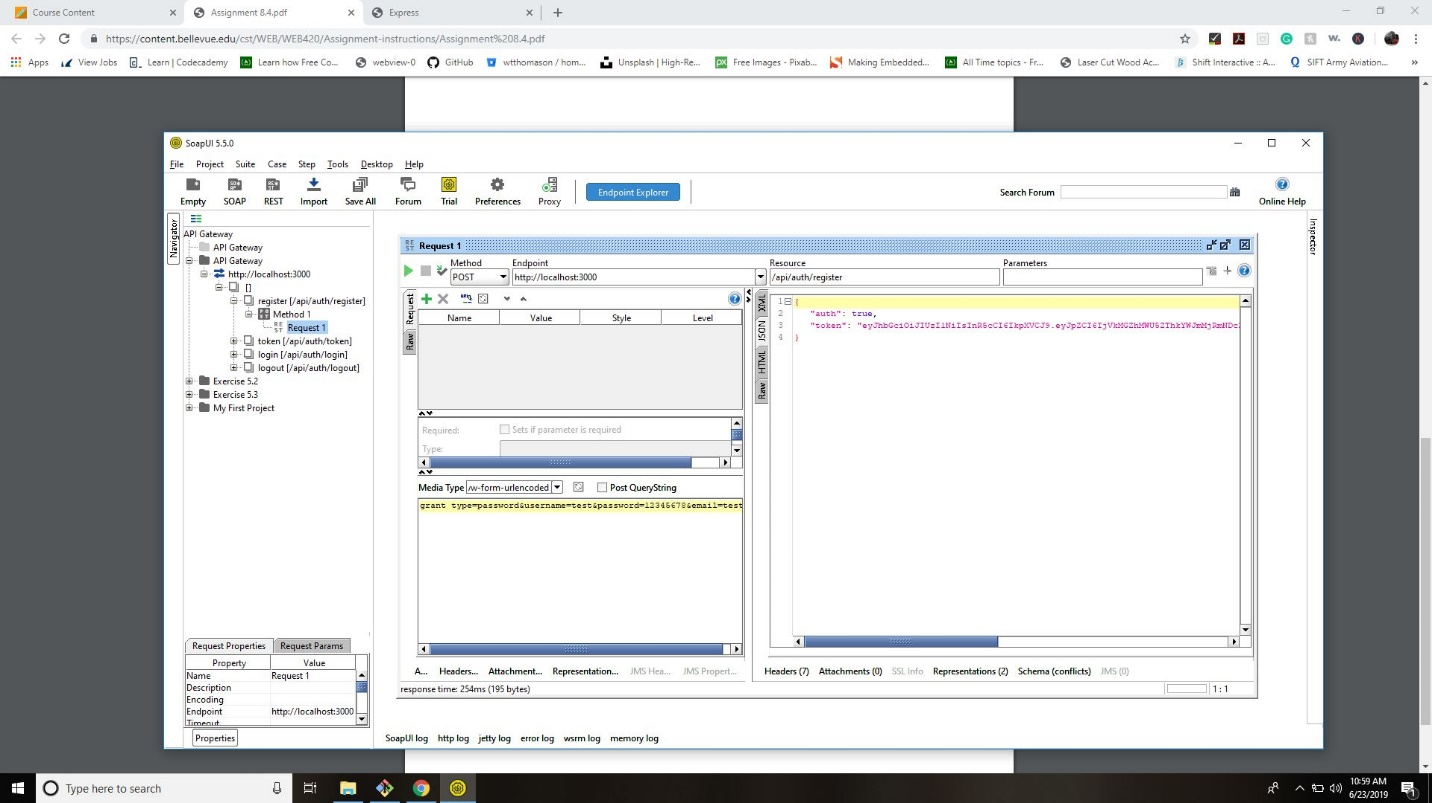 Course Content
Assignment 8.4.pdf
Express
https://content.bellevue.edu/cst/WEB/WEB420/Assignment-instructions/Assignment%208.4.pdf
Apps View Jobs Learn | Codecademy Learn how Free Co... webview-0 GitHub wtthomason / hom... Unsplash | High-Re... Free Images - Pixab... Making Embedded... All Time topics - Fr... Laser Cut Wood Ac... Shift Interactive :: A... SIFT Army Aviation... »
SoapUI 5.5.0
File Project Suite Case Step Tools Desktop Help
Empty SOAP REST Import Save All Forum Trial Preferences Proxy
Endpoint Explorer
Search Forum
Online Help
Navigator
API Gateway
API Gateway
API Gateway
http://localhost:3000
[]
register [/api/auth/register]
Method 1
Request 1
token [/api/auth/token]
login [/api/auth/login]
logout [/api/auth/logout]
Exercise 5.2
Exercise 5.3
My First Project
Request Properties Request Params
Property Value
Name Request 1
Description
Encoding
Endpoint http://localhost:3000
Timeout
Properties
Request 1
Method Endpoint Resource Parameters
POST http://localhost:3000 /api/auth/register
Request
Raw
Name Value Style Level
Required: Sets if parameter is required
Type:
Media Type /w-form-urlencoded Post QueryString
grant type=password&username=test&password=12345678&email=test
A... Headers... Attachment... Representation... JMS Hea... JMS Propert...
response time: 254ms (195 bytes)
XML
JSON
HTML
Raw
1 {
2 "auth": true,
3 "token":
4 }
Headers (7) Attachments (0) SSL Info Representations (2) Schema (conflicts) JMS (0)
1 : 1
Inspector
SoapUI log http log jetty log error log wsrm log memory log
Type here to search
10:59 AM
6/23/2019
1